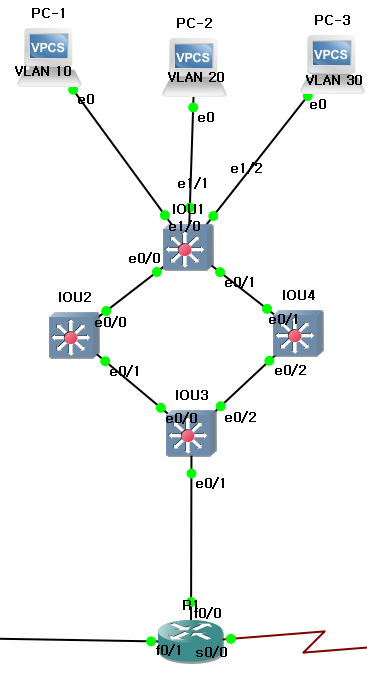 PC-1
PC-2
PC-3
VPCS
VPCS
VPCS
VLAN 10
VLAN 20
VLAN 30
e0
e0
e0
e1/2
e1/1
IOU1
e1/0
e0/0
e0/1
IOU2
IOU4
e0/0
e0/1
e0/1
e0/2
IOU3
e0/0
e0/2
e0/1
R1
f0/0
f0/1
s0/0